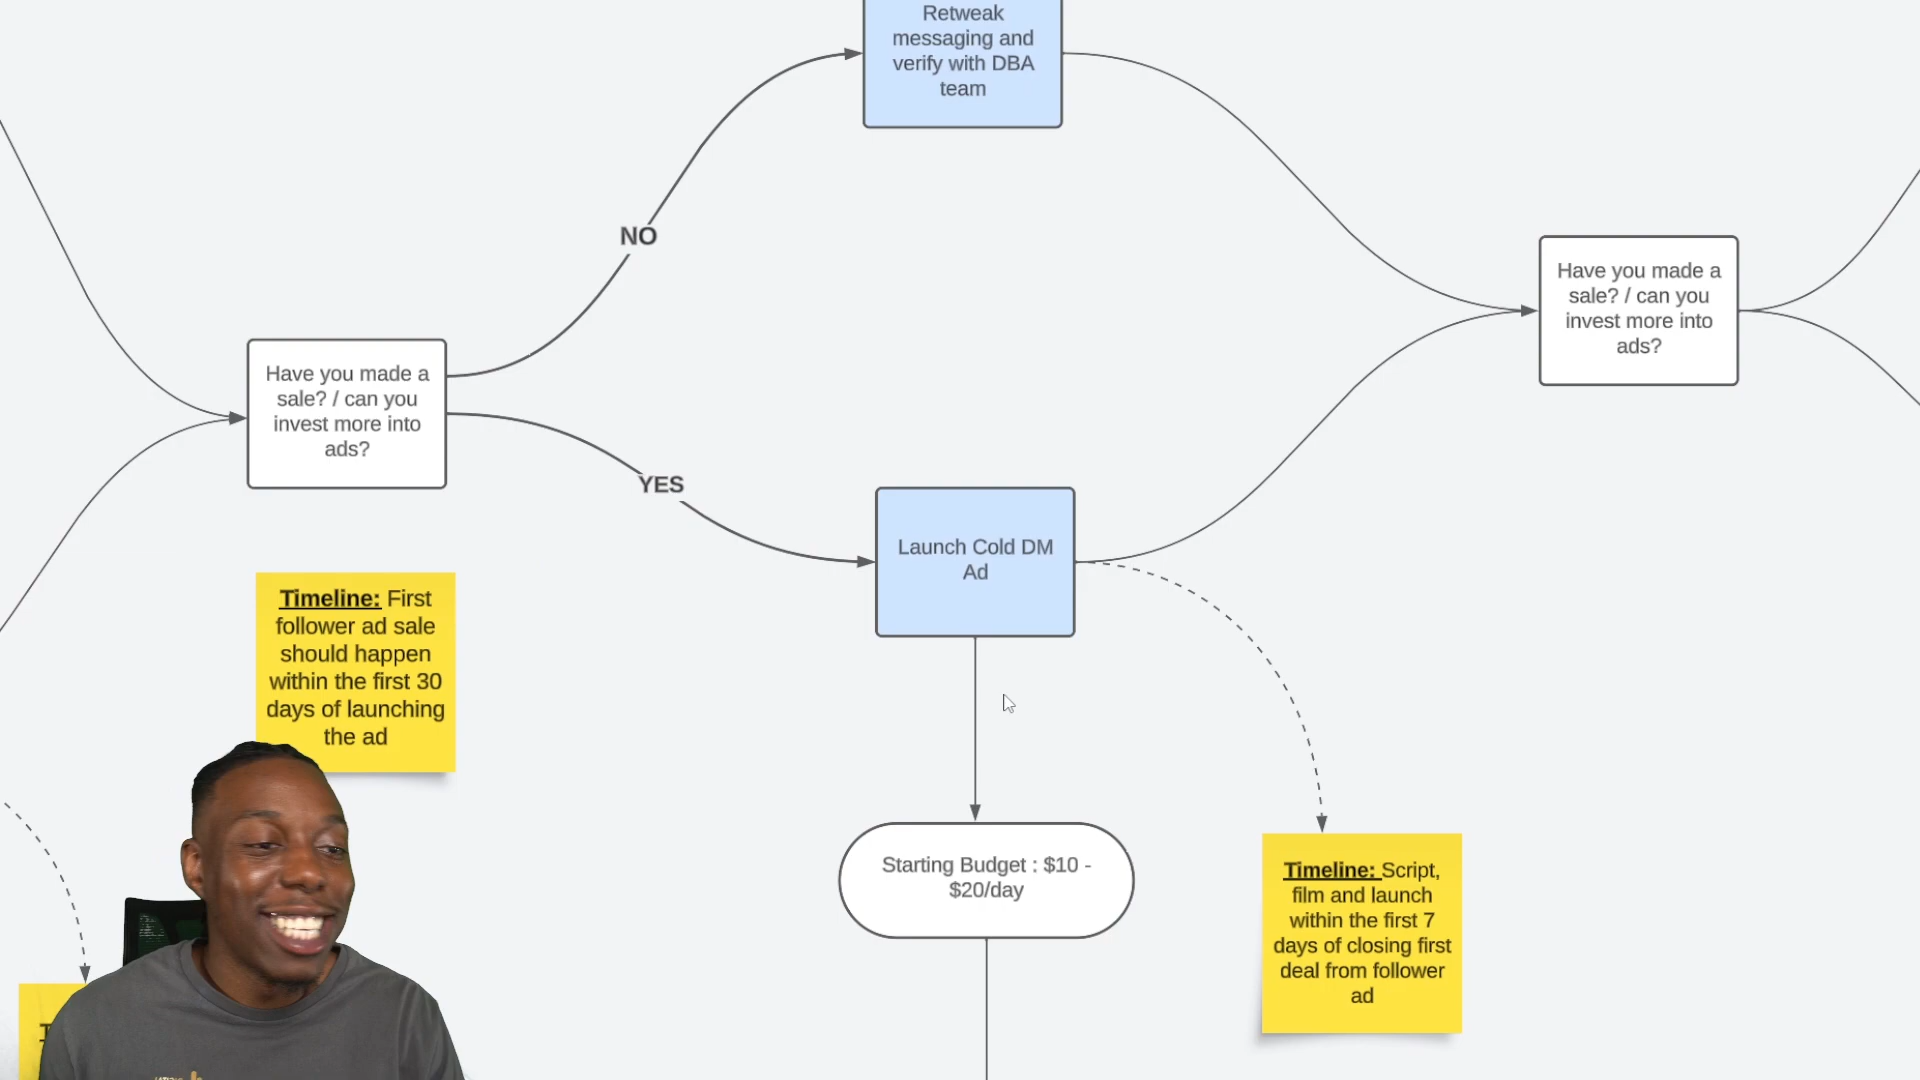 Retweak
messaging and
verify with DBA
team
NO
Have you made a
sale? / can you
invest more into
ads?
Have you made a
sale? / can you
invest more into
ads?
YES
Launch Cold DM
Ad
Timeline: First
follower ad sale
should happen
within the first 30
days of launching
the ad
Starting Budget : $10 -
$20/day
Timeline: Script,
film and launch
within the first 7
days of closing first
deal from follower
ad